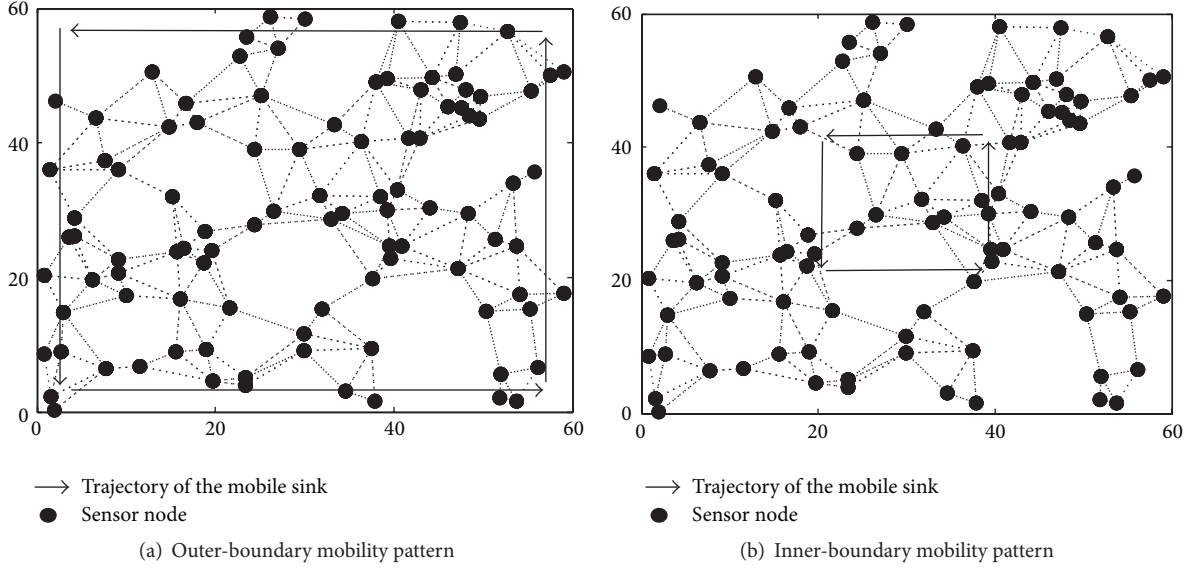 60
40
20
0
0
20
40
60
Trajectory of the mobile sink
Sensor node
(a) Outer-boundary mobility pattern
60
40
20
0
0
20
40
60
Trajectory of the mobile sink
Sensor node
(b) Inner-boundary mobility pattern